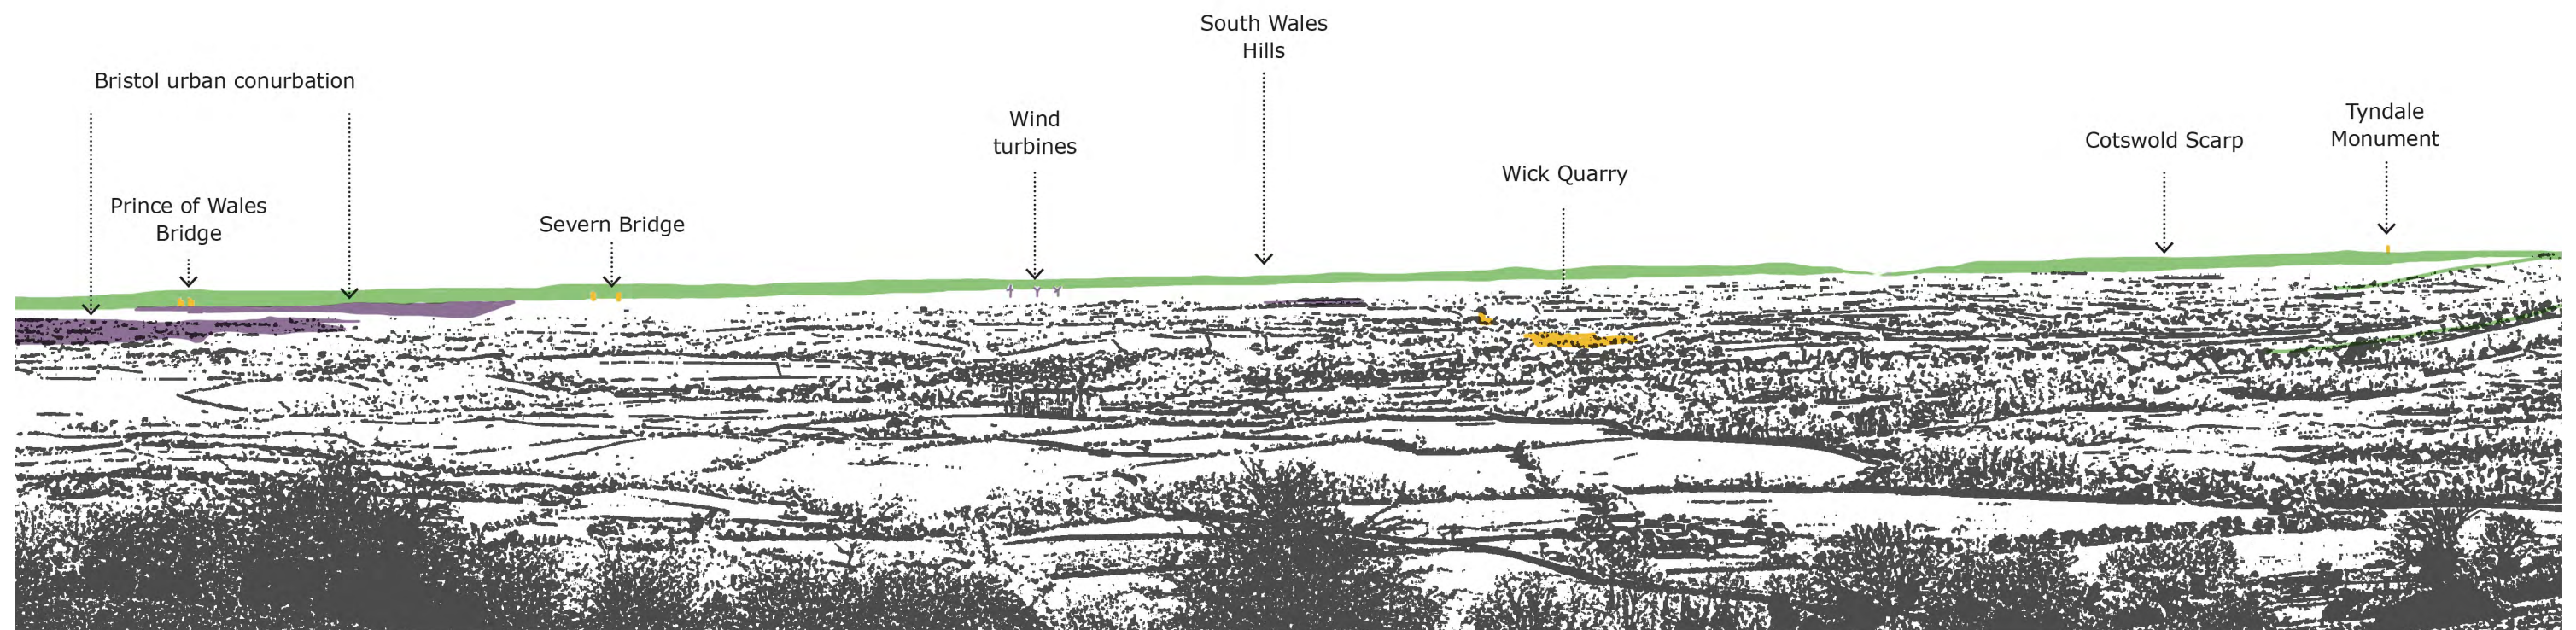 Bristol urban conurbation
Prince of Wales
Bridge
Severn Bridge
Wind
turbines
South Wales
Hills
Wick Quarry
Cotswold Scarp
Tyndale
Monument